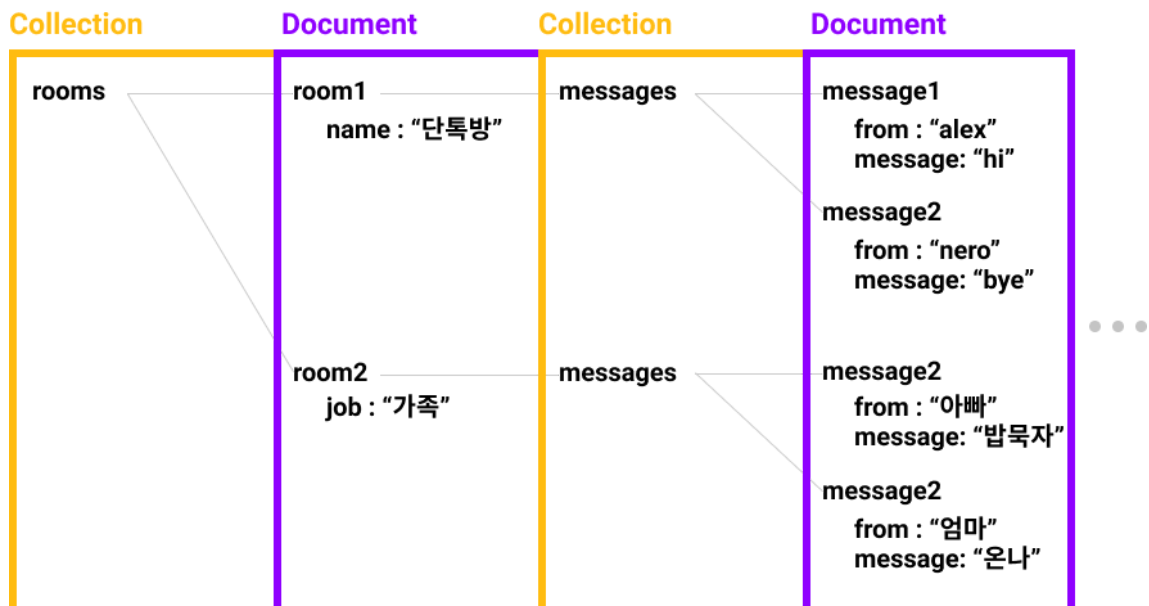 Collection
Document
Collection
Document
rooms
room1
name : “단톡방”
messages
message1
from : “alex”
message: “hi”
message2
from : “nero”
message: “bye”
room2
job : “가족”
messages
message2
from : “아빠”
message: “밥묵자”
message2
from : “엄마”
message: “온나”